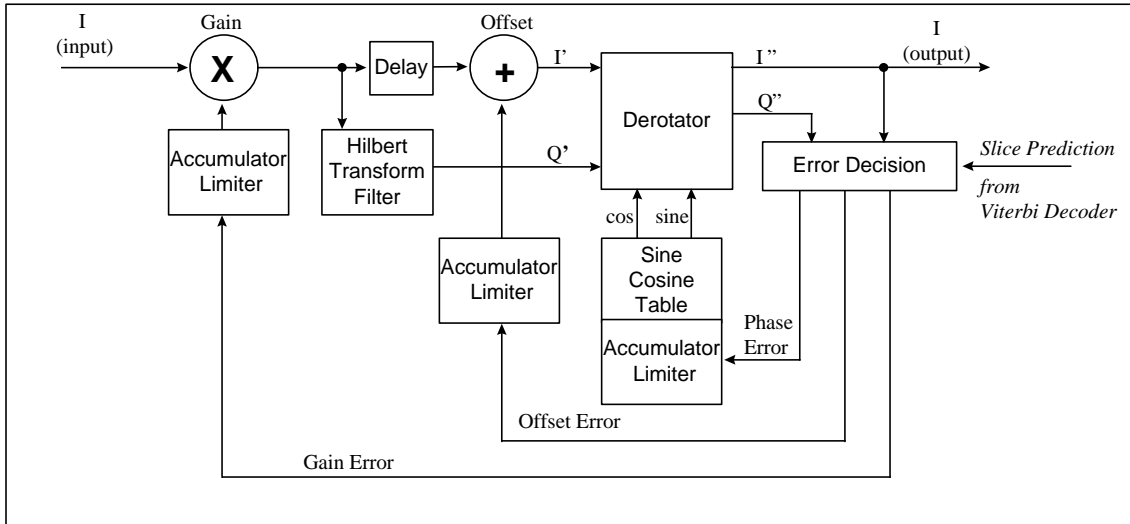 I
(input)
Gain
X
Delay
Offset
+
I’
I”
I
(output)
Q”
Derotator
Accumulator
Limiter
Hilbert
Transform
Filter
Q’
Error Decision
Slice Prediction
from
Viterbi Decoder
cos
sine
Accumulator
Limiter
Sine
Cosine
Table
Accumulator
Limiter
Phase
Error
Offset Error
Gain Error